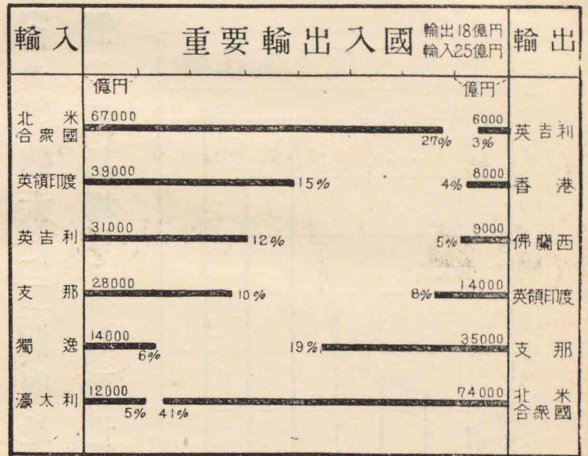 輸入
重要輸出入國
輸出18億円
輸入25億円
輸出
億円
億円
北米合衆國
67000
27%
6000
3%
英吉利
英領印度
39000
15%
4%
8000
香港
英吉利
31000
12%
5%
9000
佛蘭西
支那
28000
10%
8%
14000
英領印度
獨逸
14000
6%
19%
35000
支那
濠太利
12000
5%
41%
74000
北米合衆國